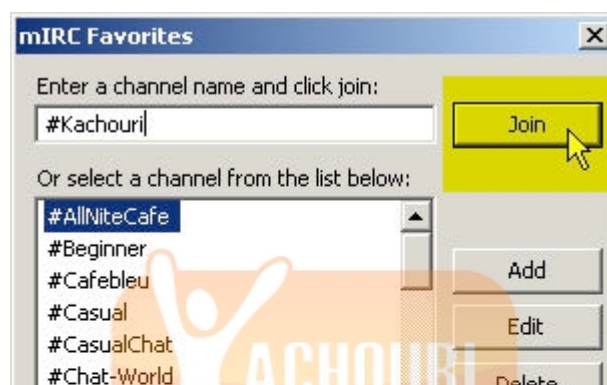 mIRC Favorites
Enter a channel name and click join:
#Kachouri
Join
Or select a channel from the list below:
#AllNiteCafe
#Beginner
#Cafebleu
#Casual
#CasualChat
#Chat-World
Add
Edit
Delete
ACHOURI